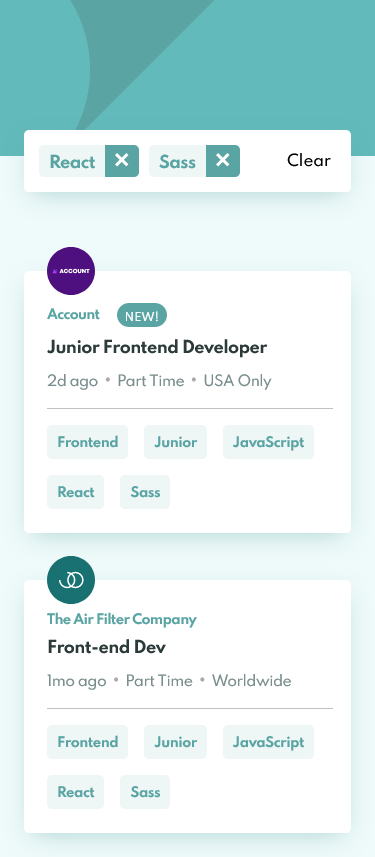 React ✕ Sass ✕ Clear
ACCOUNT
Account NEW!
Junior Frontend Developer
2d ago • Part Time • USA Only
Frontend Junior JavaScript
React Sass
The Air Filter Company
Front-end Dev
1mo ago • Part Time • Worldwide
Frontend Junior JavaScript
React Sass